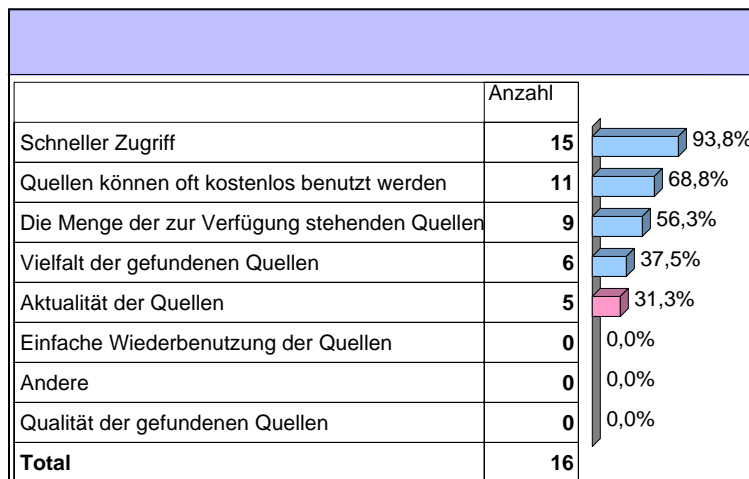 Anzahl
Schneller Zugriff 15 93,8%
Quellen können oft kostenlos benutzt werden 11 68,8%
Die Menge der zur Verfügung stehenden Quellen 9 56,3%
Vielfalt der gefundenen Quellen 6 37,5%
Aktualität der Quellen 5 31,3%
Einfache Wiederbenutzung der Quellen 0 0,0%
Andere 0 0,0%
Qualität der gefundenen Quellen 0 0,0%
Total 16